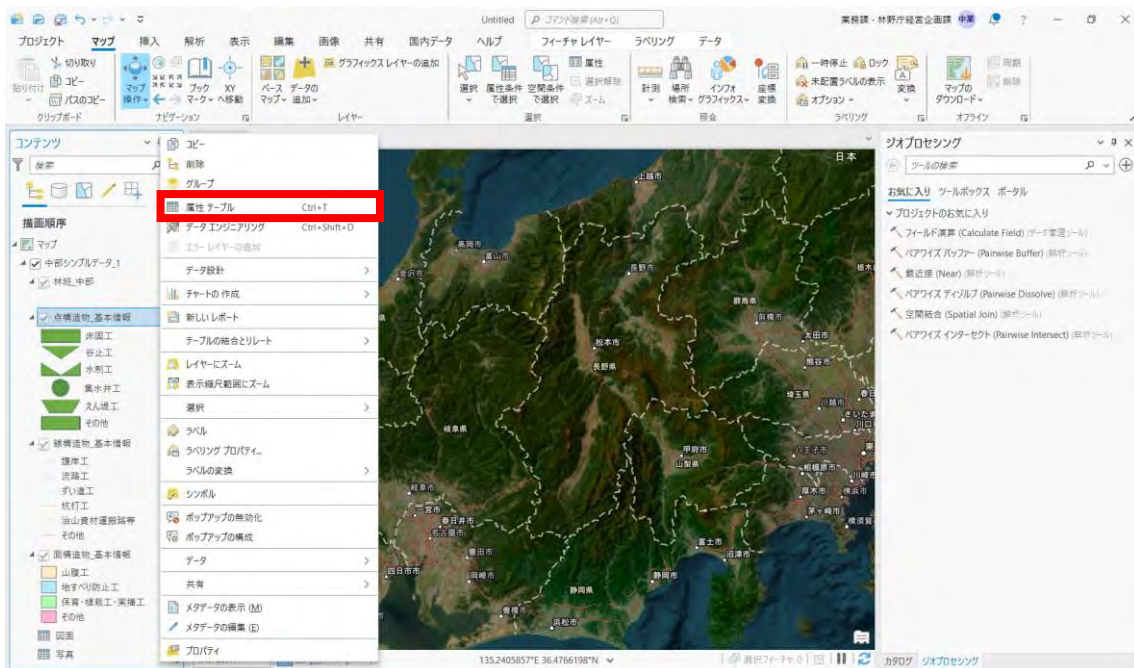 Untitled
コマンド検索 (Alt+Q)
業務課 - 林野庁経営企画課
中業
?
プロジェクト マップ 挿入 解析 表示 編集 画像 共有 国内データ ヘルプ フィーチャ レイヤー ラベリング データ
貼り付け
切り取り
コピー
パスのコピー
クリップボード
マップ操作
ブックマーク
XYへ移動
ナビゲーション
ベースマップ
データの追加
グラフィックス レイヤーの追加
レイヤー
選択
属性条件で選択
空間条件で選択
属性
選択解除
ズーム
選択
計測
場所検索
インフォグラフィックス
座標変換
照会
一時停止
ロック
未配置ラベルの表示
オプション
変換
ラベリング
マップのダウンロード
同期
削除
オフライン
コンテンツ
検索
描画順序
マップ
中部シンプルデータ_1
林班_中部
点構造物_基本情報
床固工
谷止工
水制工
集水井工
えん堤工
その他
線構造物_基本情報
護岸工
流路工
ずい道工
杭打工
治山資材運搬路等
その他
面構造物_基本情報
山腹工
地すべり防止工
保育・植栽工・実播工
その他
図面
写真
コピー
削除
グループ
属性 テーブル Ctrl+T
データ エンジニアリング Ctrl+Shift+D
エラー レイヤーの追加
データ設計
チャートの 作成
新しい レポート
テーブルの結合とリレート
レイヤーにズーム
表示縮尺範囲にズーム
選択
ラベル
ラベリング プロパティ...
ラベルの変換
シンボル
ポップアップの無効化
ポップアップの構成
データ
共有
メタデータの表示 (M)
メタデータの編集 (E)
プロパティ
日本
上越市
高岡市
富山市
金沢市
長野市
栃木
群馬県
前橋市
太田市
松本市
長野県
熊谷市
埼玉県
川越市
さいたま
川口
岐阜県
甲府市
山梨県
八王子市
相模原市
川崎
厚木市
横浜市
茅ヶ崎市
横須賀
岐阜市
一宮市
春日井市
名古屋市
豊田市
四日市市
岡崎市
富士市
沼津市
静岡市
静岡県
豊橋市
浜松市
135.2405857°E 36.4766198°N
選択フィーチャ: 0
ジオプロセシング
ツールの検索
お気に入り ツールボックス ポータル
プロジェクトのお気に入り
フィールド演算 (Calculate Field) (データ管理ツール)
ペアワイズ バッファー (Pairwise Buffer) (解析ツール)
最近接 (Near) (解析ツール)
ペアワイズ ディゾルブ (Pairwise Dissolve) (解析ツール)
空間結合 (Spatial Join) (解析ツール)
ペアワイズ インターセクト (Pairwise Intersect) (解析ツール)
カタログ ジオプロセシング